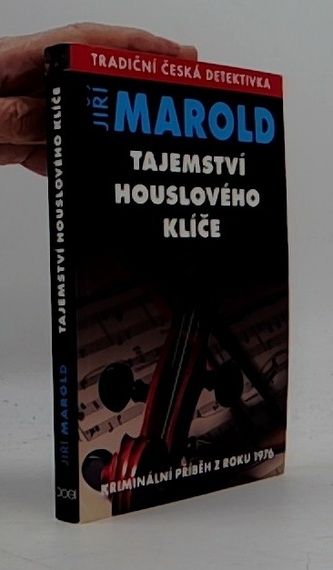 TRADIČNÍ ČESKÁ DETEKTIVKA
JIŘÍ
MAROLD
TAJEMSTVÍ
HOUSLOVÉHO
KLÍČE
KRIMINÁLNÍ PŘÍBĚH Z ROKU 1976
JIŘÍ MAROLD TAJEMSTVÍ HOUSLOVÉHO KLÍČE